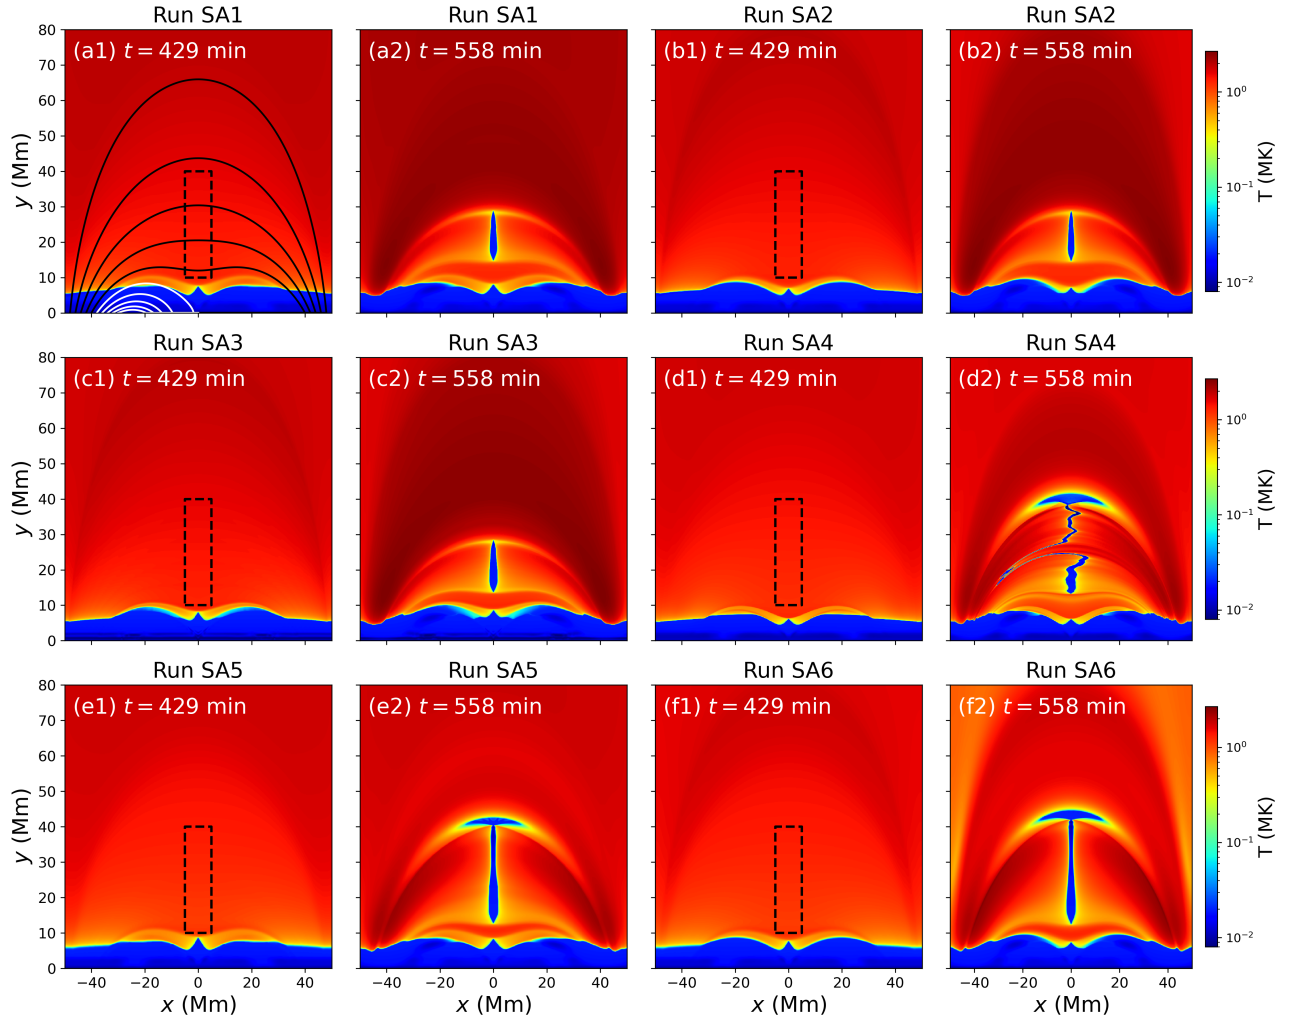 Run SA1 Run SA1 Run SA2 Run SA2
(a1) t = 429 min (a2) t = 558 min (b1) t = 429 min (b2) t = 558 min
80
70
60
50
40
30
20
10
0
y (Mm)
10⁰
10⁻¹
10⁻²
T (MK)
Run SA3 Run SA3 Run SA4 Run SA4
(c1) t = 429 min (c2) t = 558 min (d1) t = 429 min (d2) t = 558 min
80
70
60
50
40
30
20
10
0
y (Mm)
10⁰
10⁻¹
10⁻²
T (MK)
Run SA5 Run SA5 Run SA6 Run SA6
(e1) t = 429 min (e2) t = 558 min (f1) t = 429 min (f2) t = 558 min
80
70
60
50
40
30
20
10
0
y (Mm)
10⁰
10⁻¹
10⁻²
T (MK)
−40 −20 0 20 40 −40 −20 0 20 40 −40 −20 0 20 40 −40 −20 0 20 40
x (Mm) x (Mm) x (Mm) x (Mm)